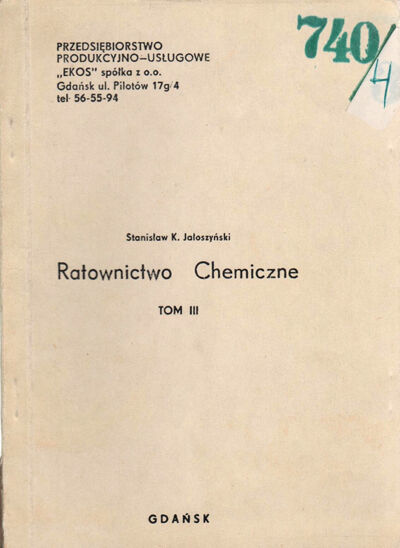 PRZEDSIĘBIORSTWO
PRODUKCYJNO–USŁUGOWE
„EKOS" spółka z o.o.
Gdańsk ul. Pilotów 17g/4
tel 56-55-94
740/4
Stanisław K. Jałoszyński
Ratownictwo Chemiczne
TOM III
GDAŃSK